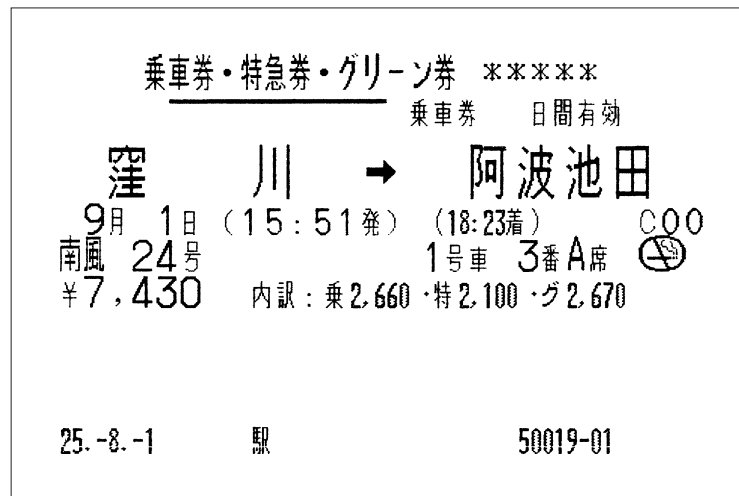 乗車券・特急券・グリーン券 *****
乗車券 日間有効
窪川 ➡ 阿波池田
9月 1日 (15:51発) (18:23着) C00
南風 24号 1号車 3番A席
¥7,430 内訳:乗2,660・特2,100・グ2,670
25.-8.-1 駅 50019-01